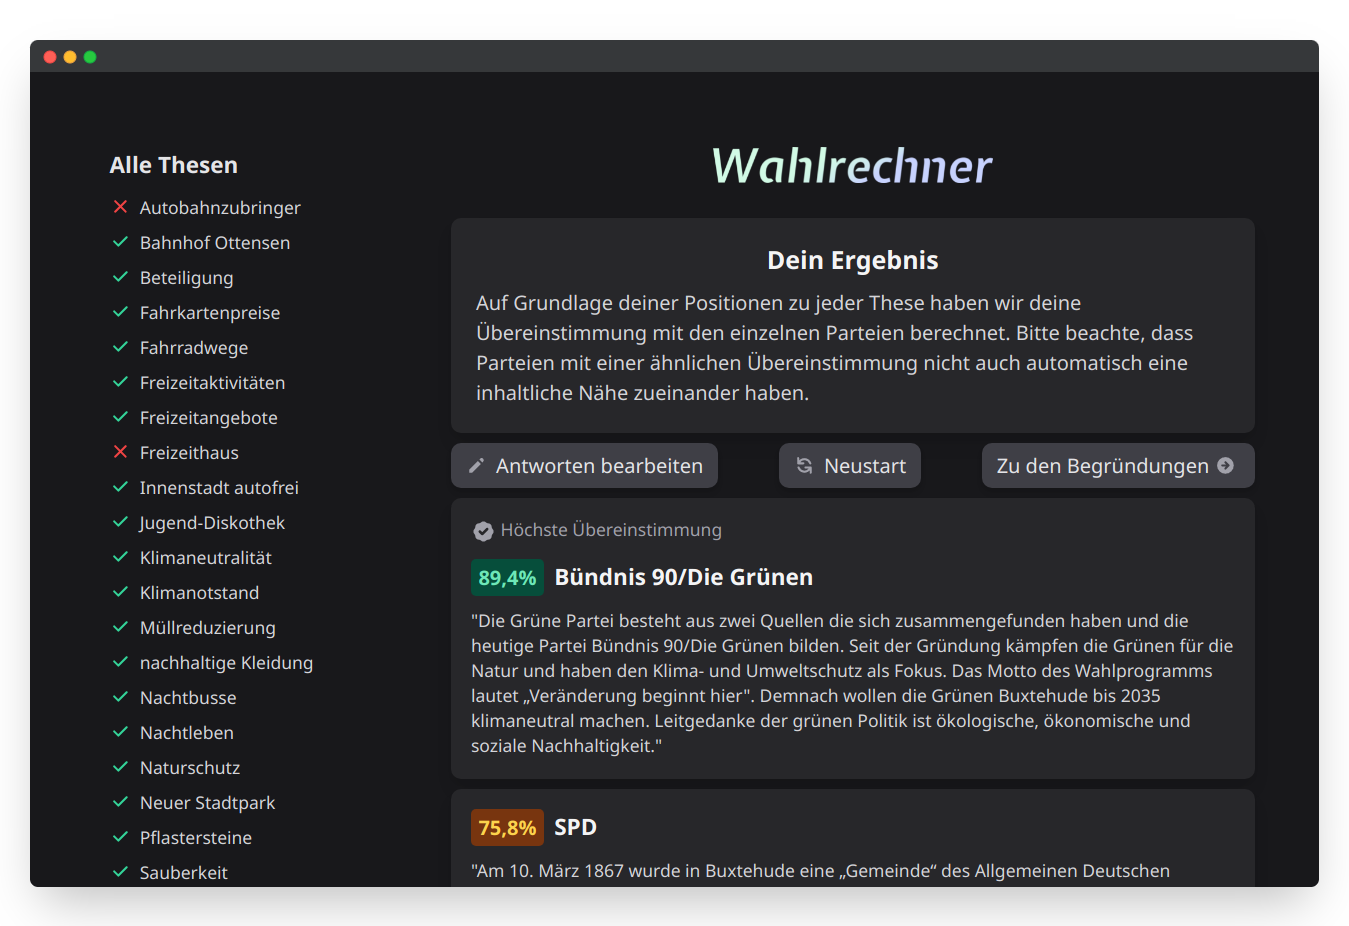 Alle Thesen
Autobahnzubringer
Bahnhof Ottensen
Beteiligung
Fahrkartenpreise
Fahrradwege
Freizeitaktivitäten
Freizeitangebote
Freizeithaus
Innenstadt autofrei
Jugend-Diskothek
Klimaneutralität
Klimanotstand
Müllreduzierung
nachhaltige Kleidung
Nachtbusse
Nachtleben
Naturschutz
Neuer Stadtpark
Pflastersteine
Sauberkeit
Wahlrechner
Dein Ergebnis
Auf Grundlage deiner Positionen zu jeder These haben wir deine
Übereinstimmung mit den einzelnen Parteien berechnet. Bitte beachte, dass
Parteien mit einer ähnlichen Übereinstimmung nicht auch automatisch eine
inhaltliche Nähe zueinander haben.
Antworten bearbeiten
Neustart
Zu den Begründungen
Höchste Übereinstimmung
89,4% Bündnis 90/Die Grünen
"Die Grüne Partei besteht aus zwei Quellen die sich zusammengefunden haben und die
heutige Partei Bündnis 90/Die Grünen bilden. Seit der Gründung kämpfen die Grünen für die
Natur und haben den Klima- und Umweltschutz als Fokus. Das Motto des Wahlprogramms
lautet „Veränderung beginnt hier". Demnach wollen die Grünen Buxtehude bis 2035
klimaneutral machen. Leitgedanke der grünen Politik ist ökologische, ökonomische und
soziale Nachhaltigkeit."
75,8% SPD
"Am 10. März 1867 wurde in Buxtehude eine „Gemeinde“ des Allgemeinen Deutschen